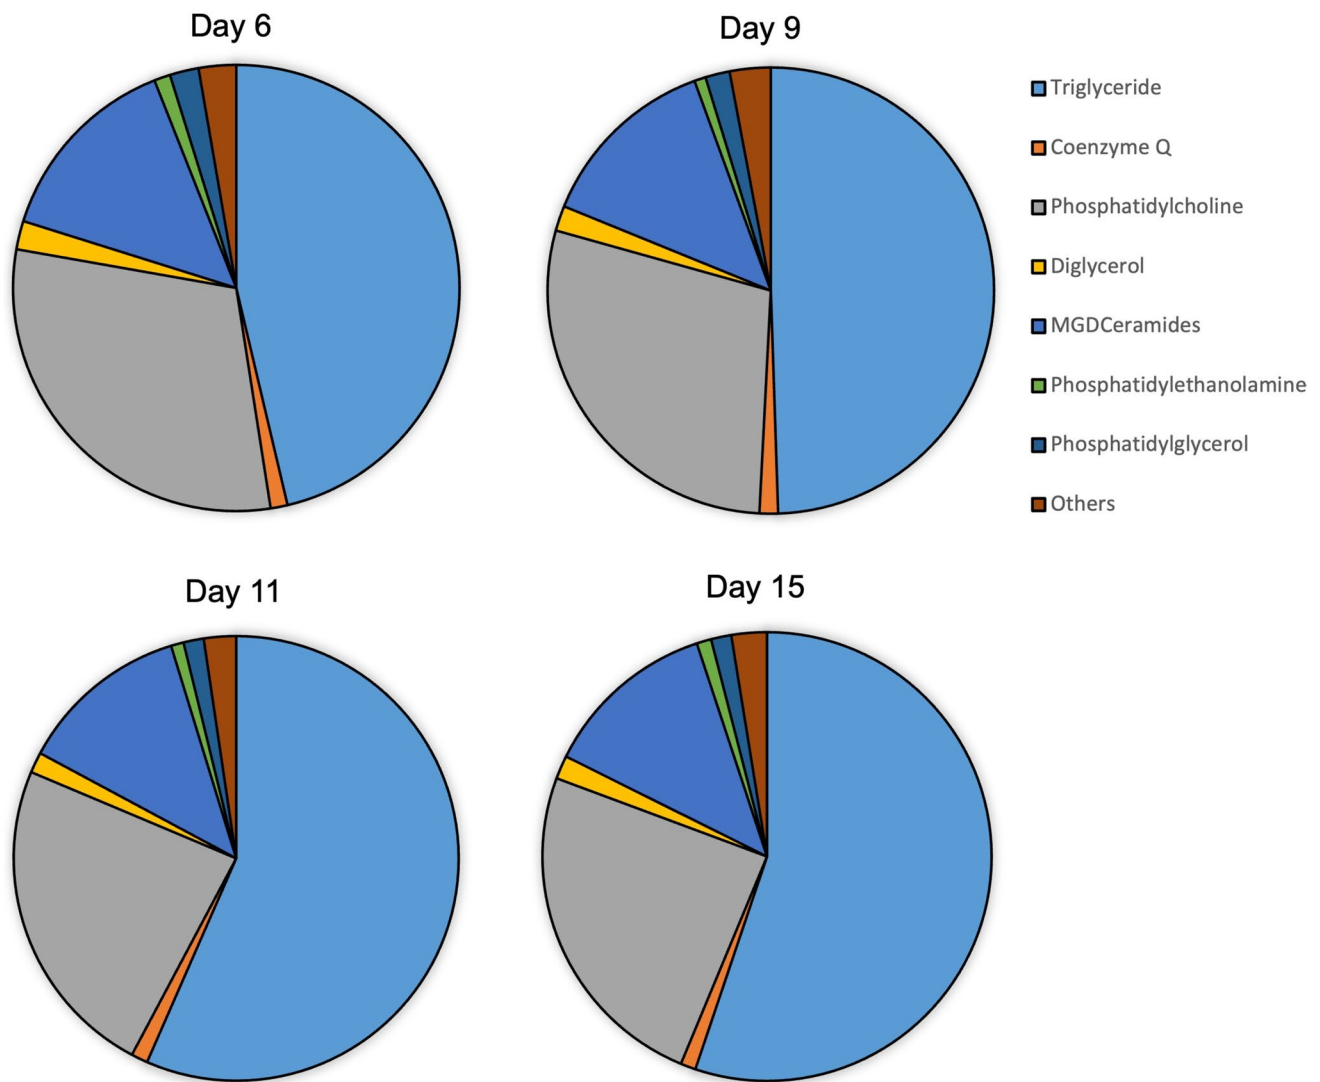 Day 6
Day 9
Triglyceride
Coenzyme Q
Phosphatidylcholine
Diglycerol
MGDCeramides
Phosphatidylethanolamine
Phosphatidylglycerol
Others
Day 11
Day 15